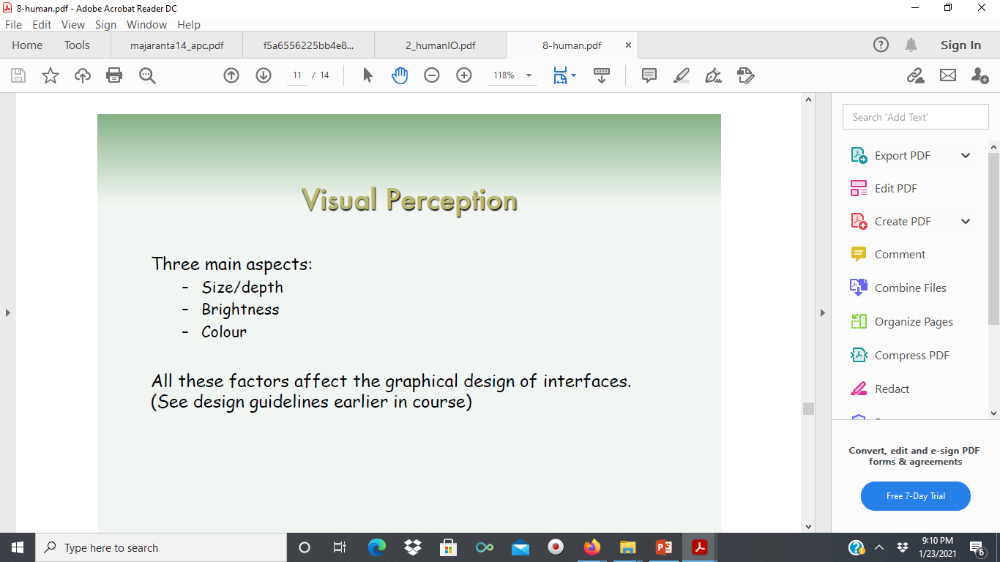 8-human.pdf - Adobe Acrobat Reader DC
File Edit View Sign Window Help
Home Tools majaranta14_apc.pdf f5a6556225bb4e8... 2_humanIO.pdf 8-human.pdf × Sign In
11 / 14 118%
Visual Perception
Three main aspects:
– Size/depth
– Brightness
– Colour
All these factors affect the graphical design of interfaces.
(See design guidelines earlier in course)
Search 'Add Text'
Export PDF
Edit PDF
Create PDF
Comment
Combine Files
Organize Pages
Compress PDF
Redact
Convert, edit and e-sign PDF
forms & agreements
Free 7-Day Trial
Type here to search
9:10 PM
1/23/2021
6